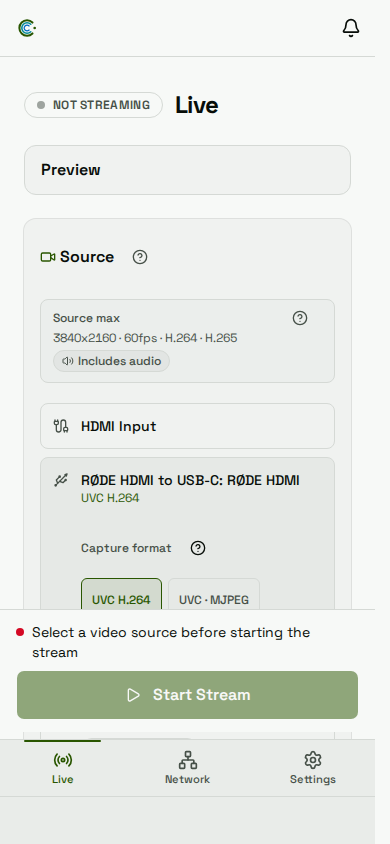 NOT STREAMING
Live
Preview
Source
Source max
3840x2160 · 60fps · H.264 · H.265
Includes audio
HDMI Input
RØDE HDMI to USB-C: RØDE HDMI
UVC H.264
Capture format
UVC H.264
UVC · MJPEG
Select a video source before starting the
stream
Start Stream
Live
Network
Settings